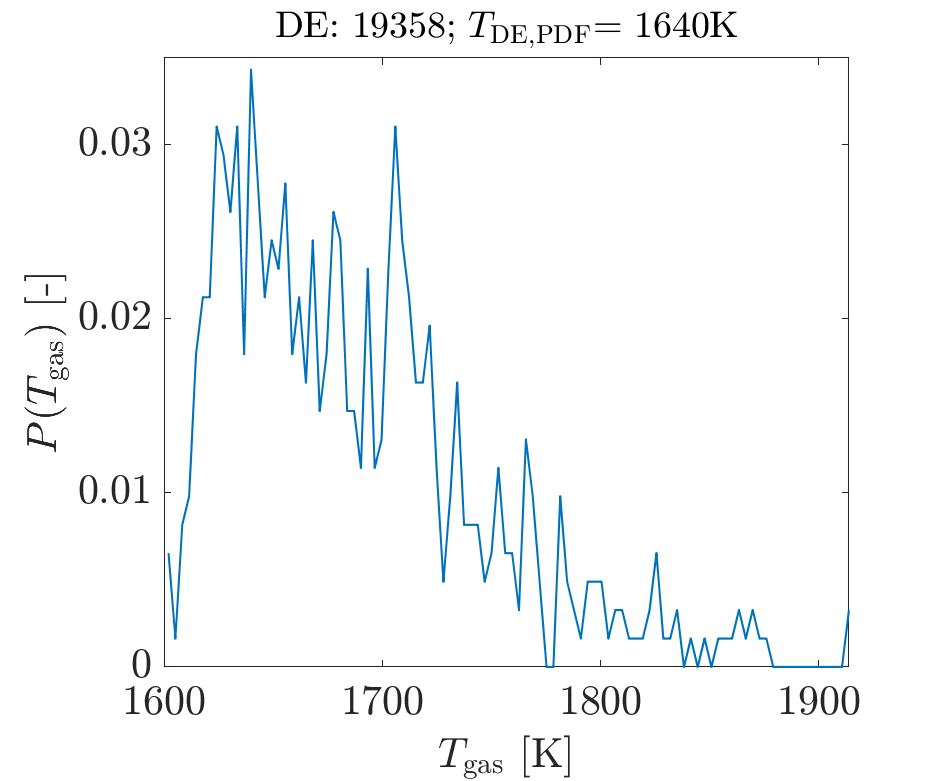 DE: 19358; T_DE,PDF= 1640K
0.03
0.02
0.01
0
P(T_gas) [-]
1600 1700 1800 1900
T_gas [K]